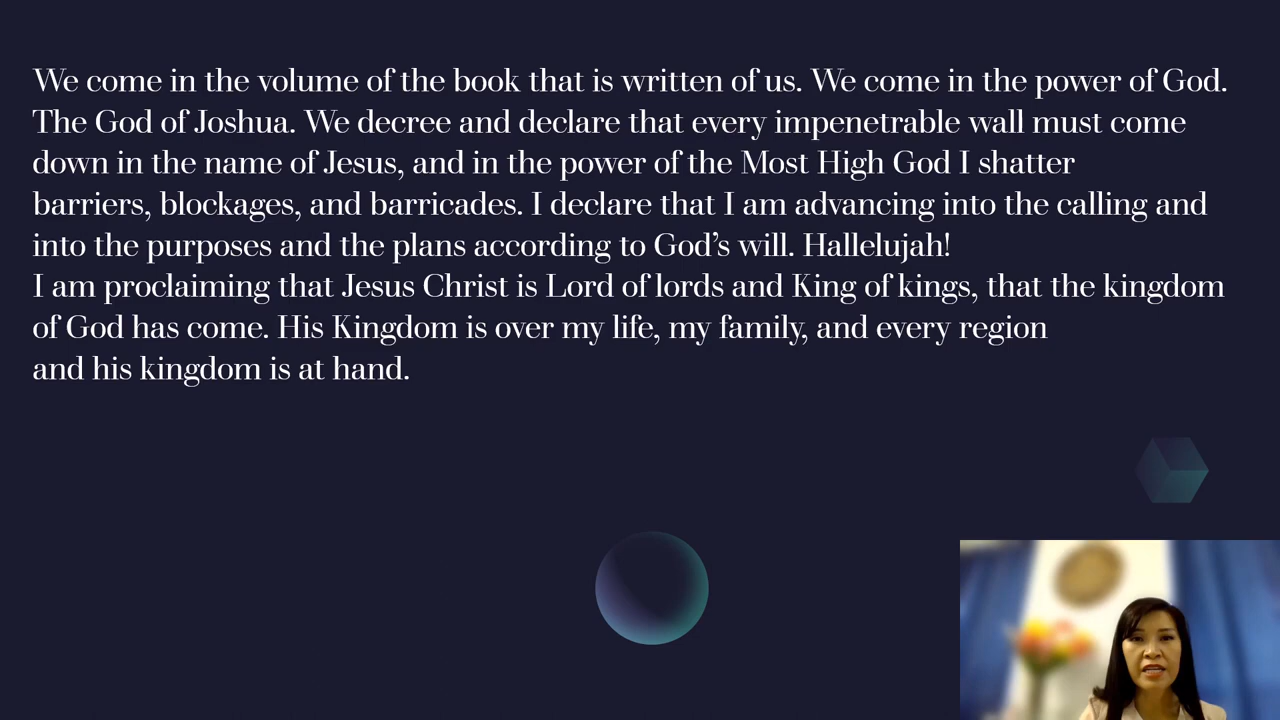 We come in the volume of the book that is written of us. We come in the power of God.
The God of Joshua. We decree and declare that every impenetrable wall must come
down in the name of Jesus, and in the power of the Most High God I shatter
barriers, blockages, and barricades. I declare that I am advancing into the calling and
into the purposes and the plans according to God’s will. Hallelujah!
I am proclaiming that Jesus Christ is Lord of lords and King of kings, that the kingdom
of God has come. His Kingdom is over my life, my family, and every region
and his kingdom is at hand.